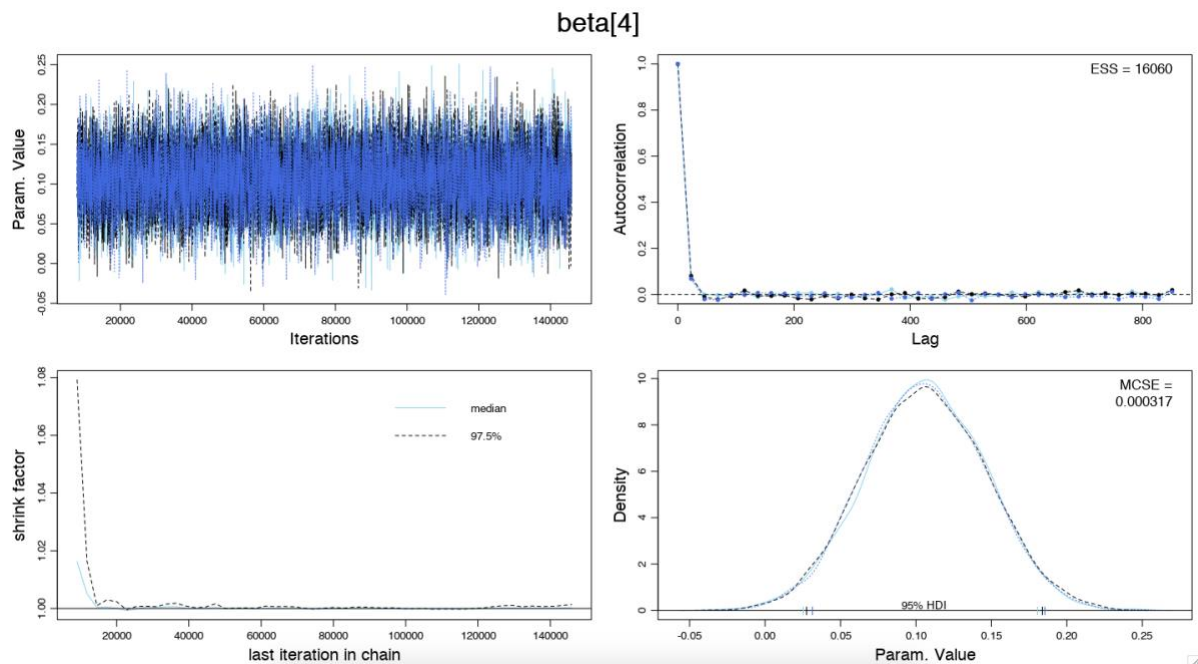 beta[4]
0.25
0.20
0.15
0.10
0.05
0.00
-0.05
Param. Value
20000 40000 60000 80000 100000 120000 140000
Iterations
ESS = 16060
1.0
0.8
0.6
0.4
0.2
0.0
Autocorrelation
0 200 400 600 800
Lag
1.08
1.06
1.04
1.02
1.00
shrink factor
median
97.5%
20000 40000 60000 80000 100000 120000 140000
last iteration in chain
MCSE =
0.000317
10
8
6
4
2
0
Density
95% HDI
-0.05 0.00 0.05 0.10 0.15 0.20 0.25
Param. Value